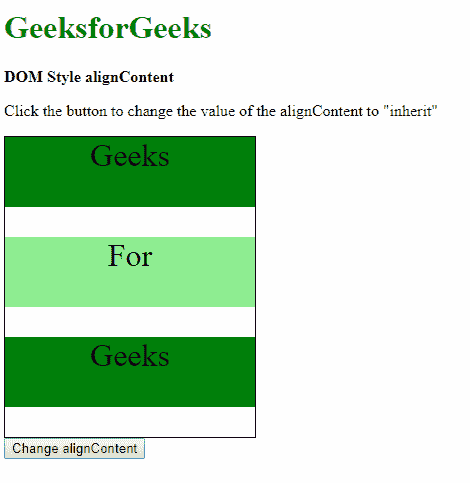 GeeksforGeeks
DOM Style alignContent
Click the button to change the value of the alignContent to "inherit"
Geeks
For
Geeks
Change alignContent